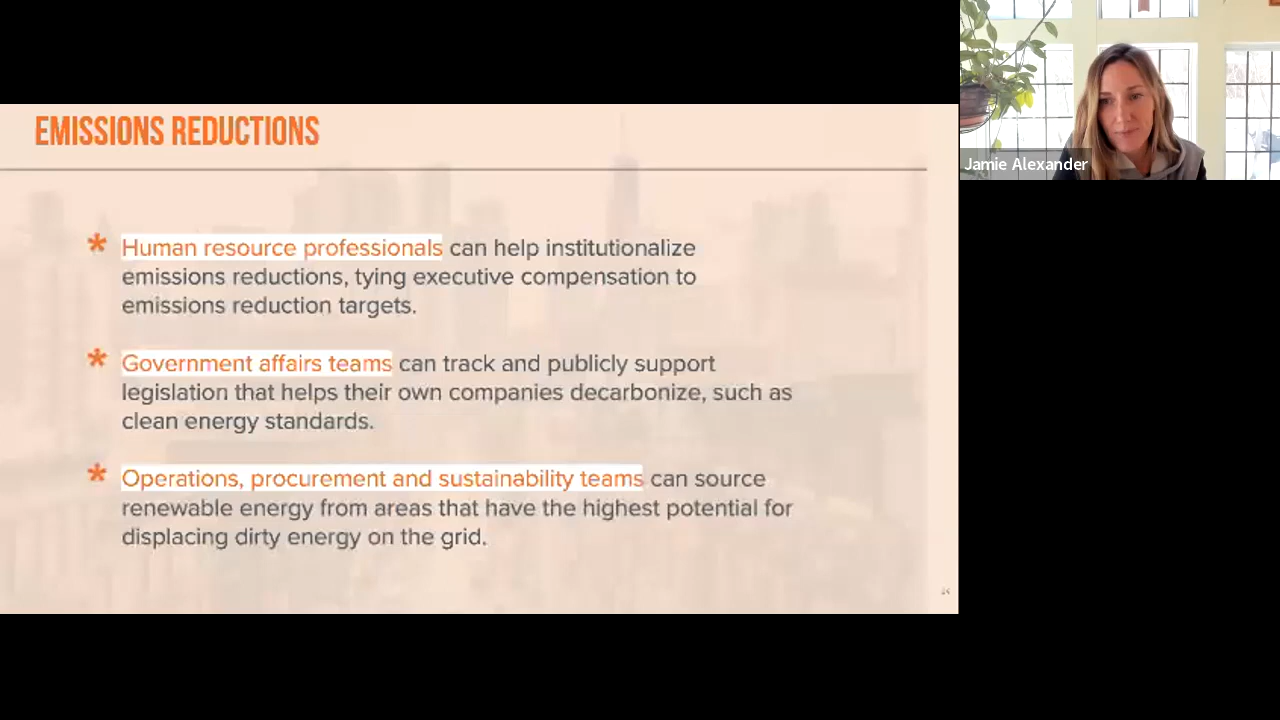 EMISSIONS REDUCTIONS
* Human resource professionals can help institutionalize
emissions reductions, tying executive compensation to
emissions reduction targets.
* Government affairs teams can track and publicly support
legislation that helps their own companies decarbonize, such as
clean energy standards.
* Operations, procurement and sustainability teams can source
renewable energy from areas that have the highest potential for
displacing dirty energy on the grid.
Jamie Alexander